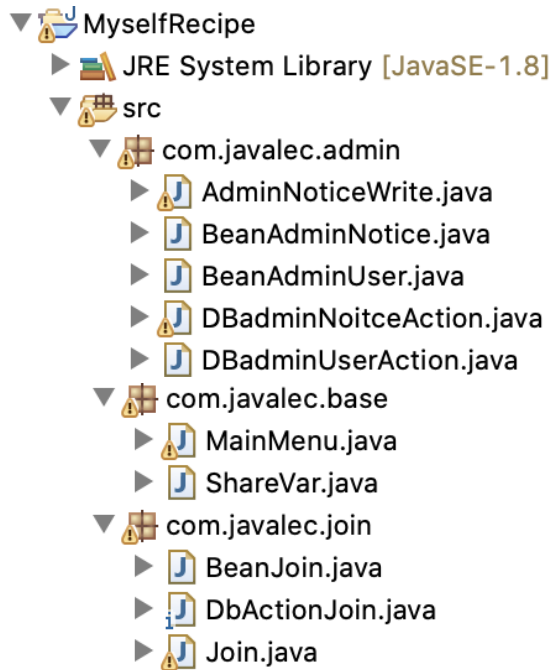 MyselfRecipe
JRE System Library [JavaSE-1.8]
src
com.javalec.admin
AdminNoticeWrite.java
BeanAdminNotice.java
BeanAdminUser.java
DBadminNoitceAction.java
DBadminUserAction.java
com.javalec.base
MainMenu.java
ShareVar.java
com.javalec.join
BeanJoin.java
DbActionJoin.java
Join.java